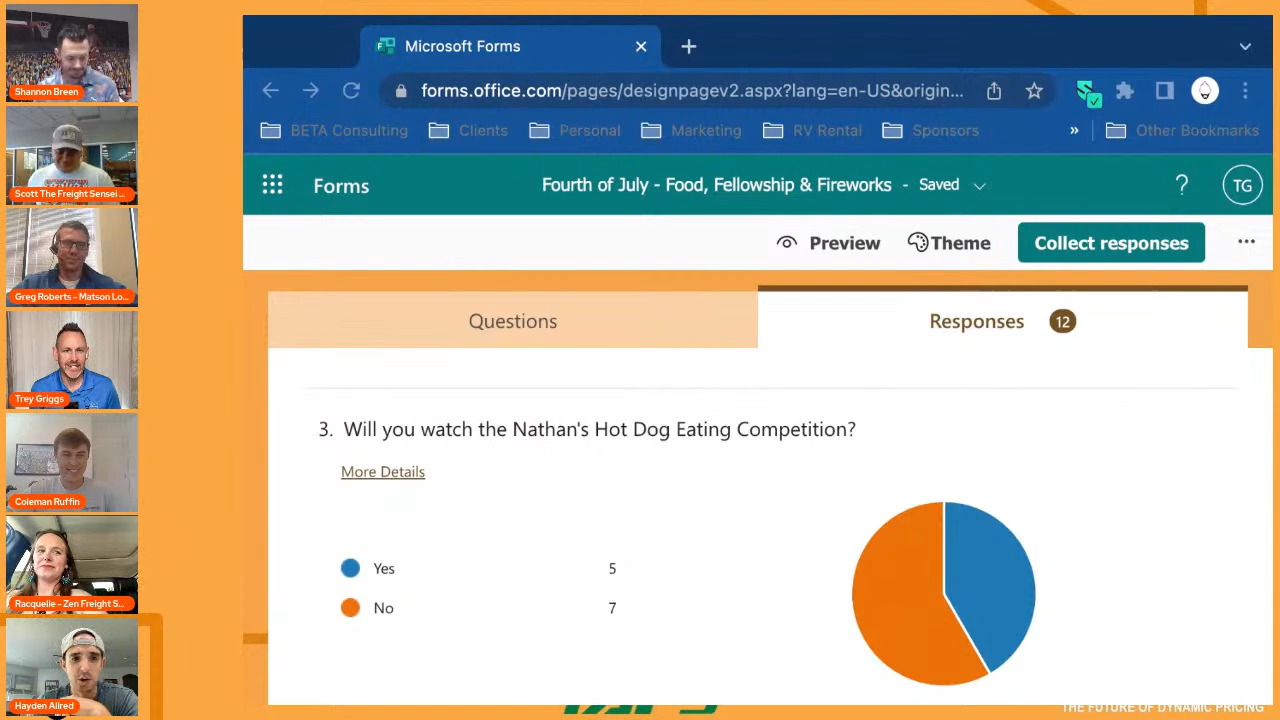 Shannon Breen
Scott The Freight Sensei ...
Greg Roberts - Matson Lo...
Trey Griggs
Coleman Ruffin
Racquelle - Zen Freight S...
Hayden Allred
Microsoft Forms
forms.office.com/pages/designpagev2.aspx?lang=en-US&origin...
BETA Consulting Clients Personal Marketing RV Rental Sponsors » Other Bookmarks
Forms Fourth of July - Food, Fellowship & Fireworks - Saved ? TG
Preview Theme Collect responses ...
Questions Responses 12
3. Will you watch the Nathan's Hot Dog Eating Competition?
More Details
Yes 5
No 7
THE FUTURE OF DYNAMIC PRICING